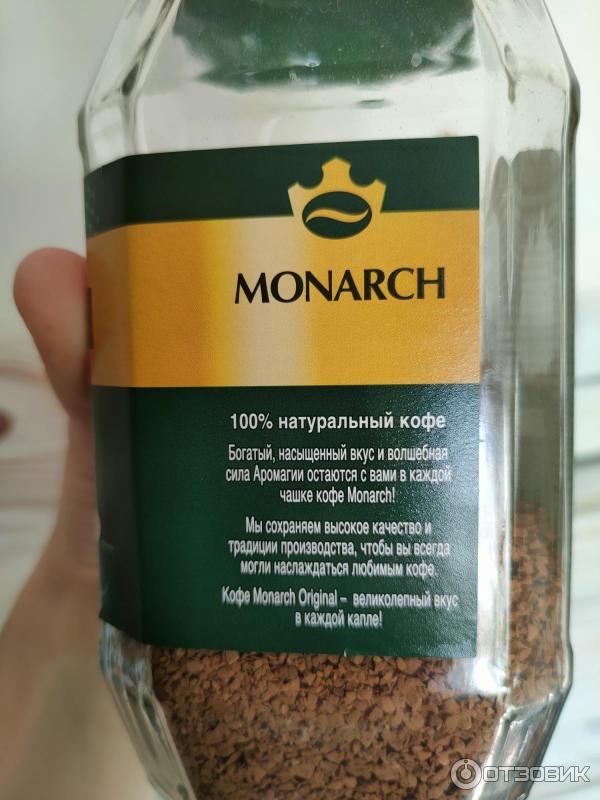 MONARCH
100% натуральный кофе
Богатый, насыщенный вкус и волшебная
сила Аромагии остаются с вами в каждой
чашке кофе Monarch!
Мы сохраняем высокое качество и
традиции производства, чтобы вы всегда
могли наслаждаться любимым кофе.
Кофе Monarch Original – великолепный вкус
в каждой капле!
ОТЗОВИК